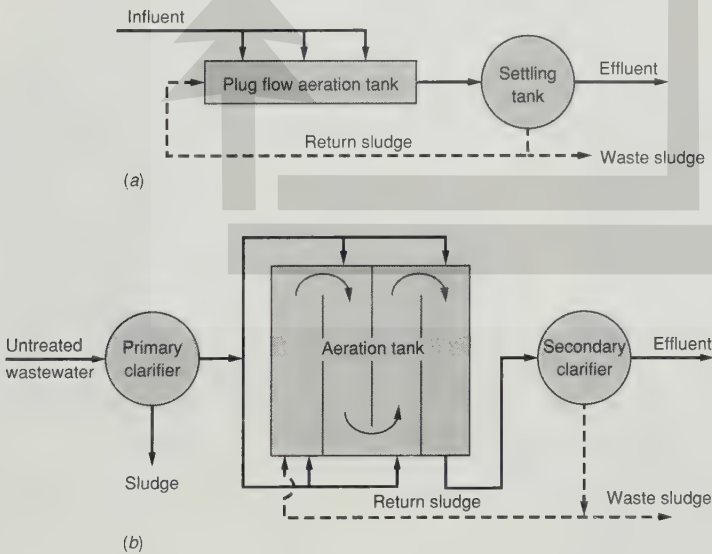 Influent
Plug flow aeration tank
Settling
tank
Effluent
Return sludge
Waste sludge
(a)
Untreated
wastewater
Primary
clarifier
Aeration tank
Secondary
clarifier
Effluent
Sludge
Return sludge
Waste sludge
(b)